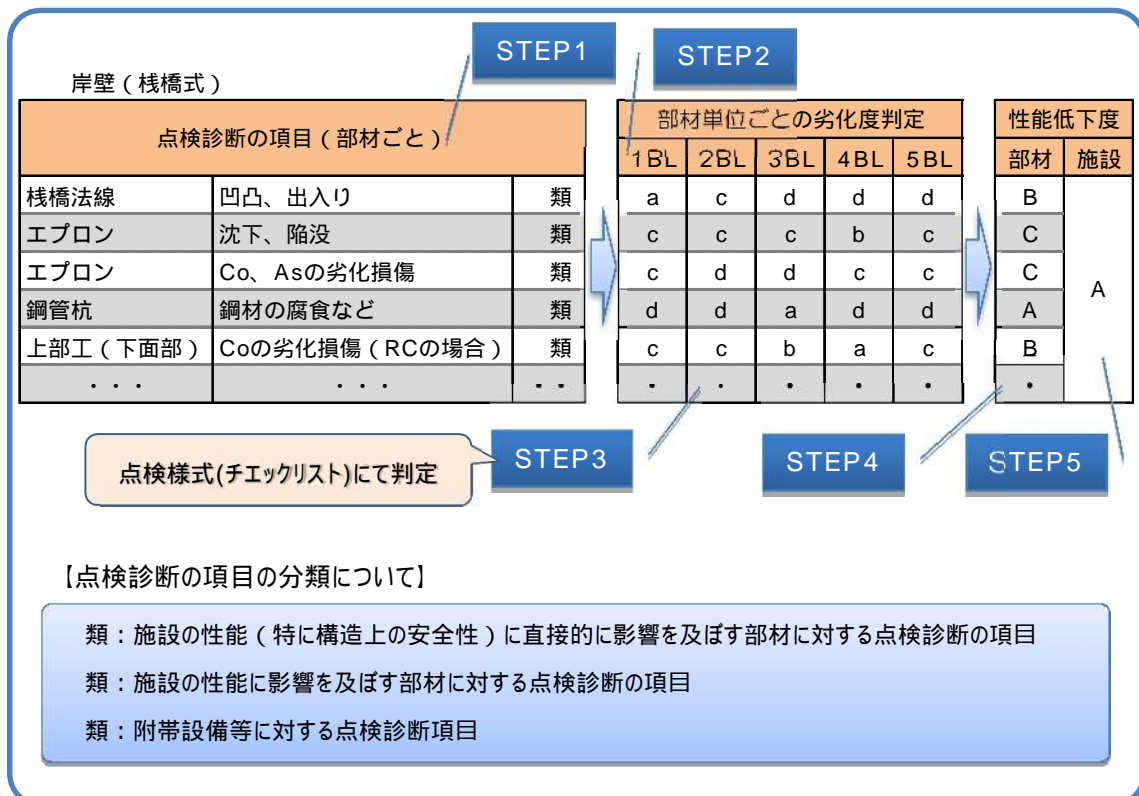 STEP1
STEP2
岸壁（桟橋式）
点検診断の項目（部材ごと）
部材単位ごとの劣化度判定
性能低下度
1BL 2BL 3BL 4BL 5BL
部材 施設
桟橋法線 凹凸、出入り 類 a c d d d B
エプロン 沈下、陥没 類 c c c b c C
エプロン Co、Asの劣化損傷 類 c d d c c C
A
鋼管杭 鋼材の腐食など 類 d d a d d A
上部工（下面部） Coの劣化損傷（RCの場合） 類 c c b a c B
・・・ ・・・ ・・ ・ ・ ・ ・ ・ ・
点検様式(チエックリスト)にて判定
STEP3
STEP4
STEP5
【点検診断の項目の分類について】
類：施設の性能（特に構造上の安全性）に直接的に影響を及ぼす部材に対する点検診断の項目
類：施設の性能に影響を及ぼす部材に対する点検診断の項目
類：附帯設備等に対する点検診断項目